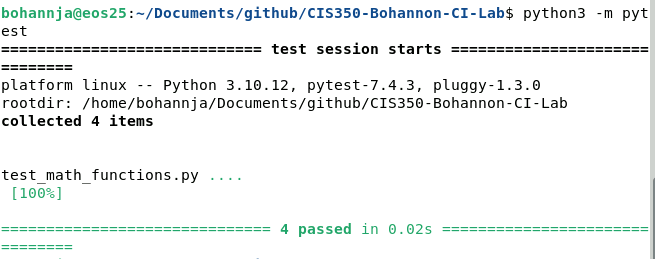 bohannja@eos25:~/Documents/github/CIS350-Bohannon-CI-Lab$ python3 -m pyt
est
============================= test session starts ======================
========
platform linux -- Python 3.10.12, pytest-7.4.3, pluggy-1.3.0
rootdir: /home/bohannja/Documents/github/CIS350-Bohannon-CI-Lab
collected 4 items
test_math_functions.py ....
 [100%]
============================== 4 passed in 0.02s =======================
========